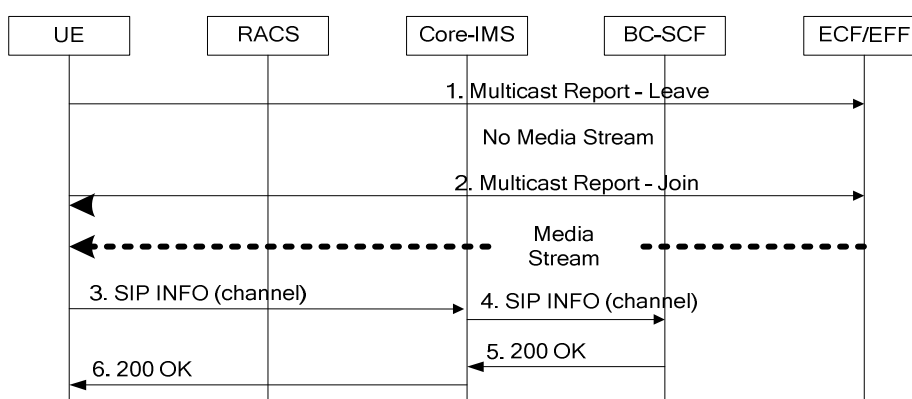 UE
RACS
Core-IMS
BC-SCF
ECF/EFF
1. Multicast Report - Leave
No Media Stream
2. Multicast Report - Join
Media
Stream
3. SIP INFO (channel)
4. SIP INFO (channel)
5. 200 OK
6. 200 OK